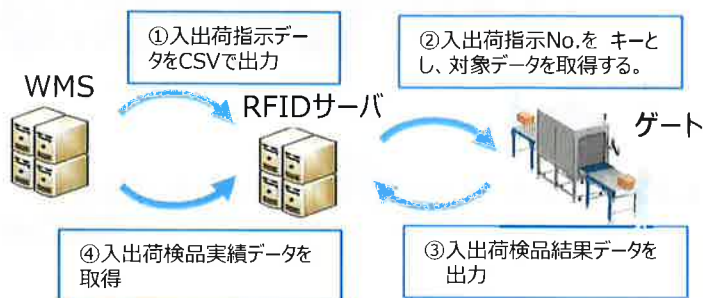 ①入出荷指示デー
タをCSVで出力
②入出荷指示No.を キーと
し、対象データを取得する。
WMS
RFIDサーバ
ゲート
④入出荷検品実績データを
取得
③入出荷検品結果データを
出力